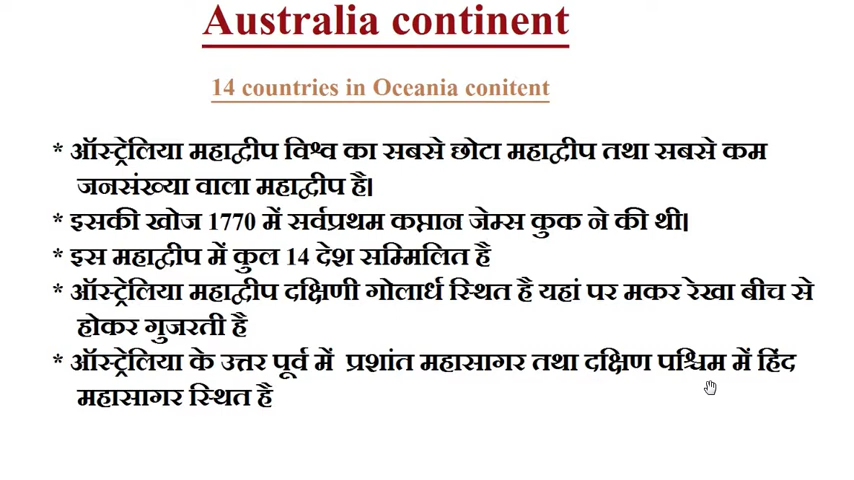 Australia continent
14 countries in Oceania conitent
* ऑस्ट्रेलिया महाद्वीप विश्व का सबसे छोटा महाद्वीप तथा सबसे कम
जनसंख्या वाला महाद्वीप है।
* इसकी खोज 1770 में सर्वप्रथम कप्तान जेम्स कुक ने की थी।
* इस महाद्वीप में कुल 14 देश सम्मिलित है
* ऑस्ट्रेलिया महाद्वीप दक्षिणी गोलार्ध स्थित है यहां पर मकर रेखा बीच से
होकर गुजरती है
* ऑस्ट्रेलिया के उत्तर पूर्व में प्रशांत महासागर तथा दक्षिण पश्चिम में हिंद
महासागर स्थित है